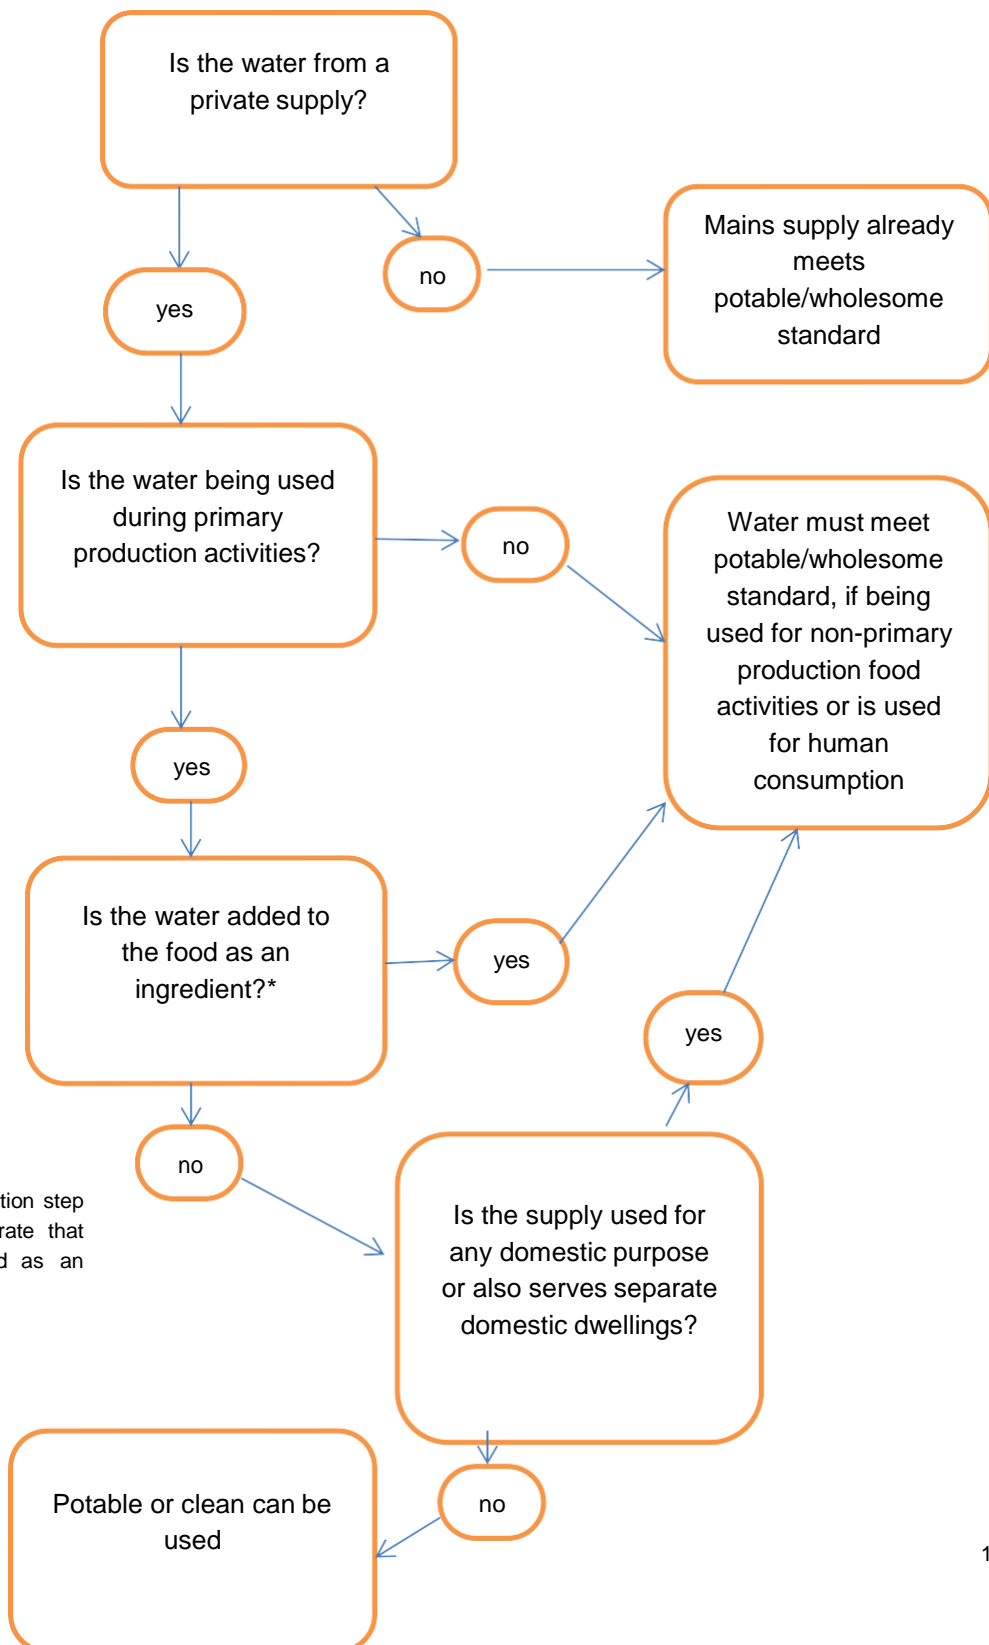 Is the water from a
private supply?
no
Mains supply already
meets
potable/wholesome
standard
yes
Is the water being used
during primary
production activities?
no
Water must meet
potable/wholesome
standard, if being
used for non-primary
production food
activities or is used
for human
consumption
yes
Is the water added to
the food as an
ingredient?*
yes
yes
no
tion step
rate that
d as an
Is the supply used for
any domestic purpose
or also serves separate
domestic dwellings?
Potable or clean can be
used
no
1